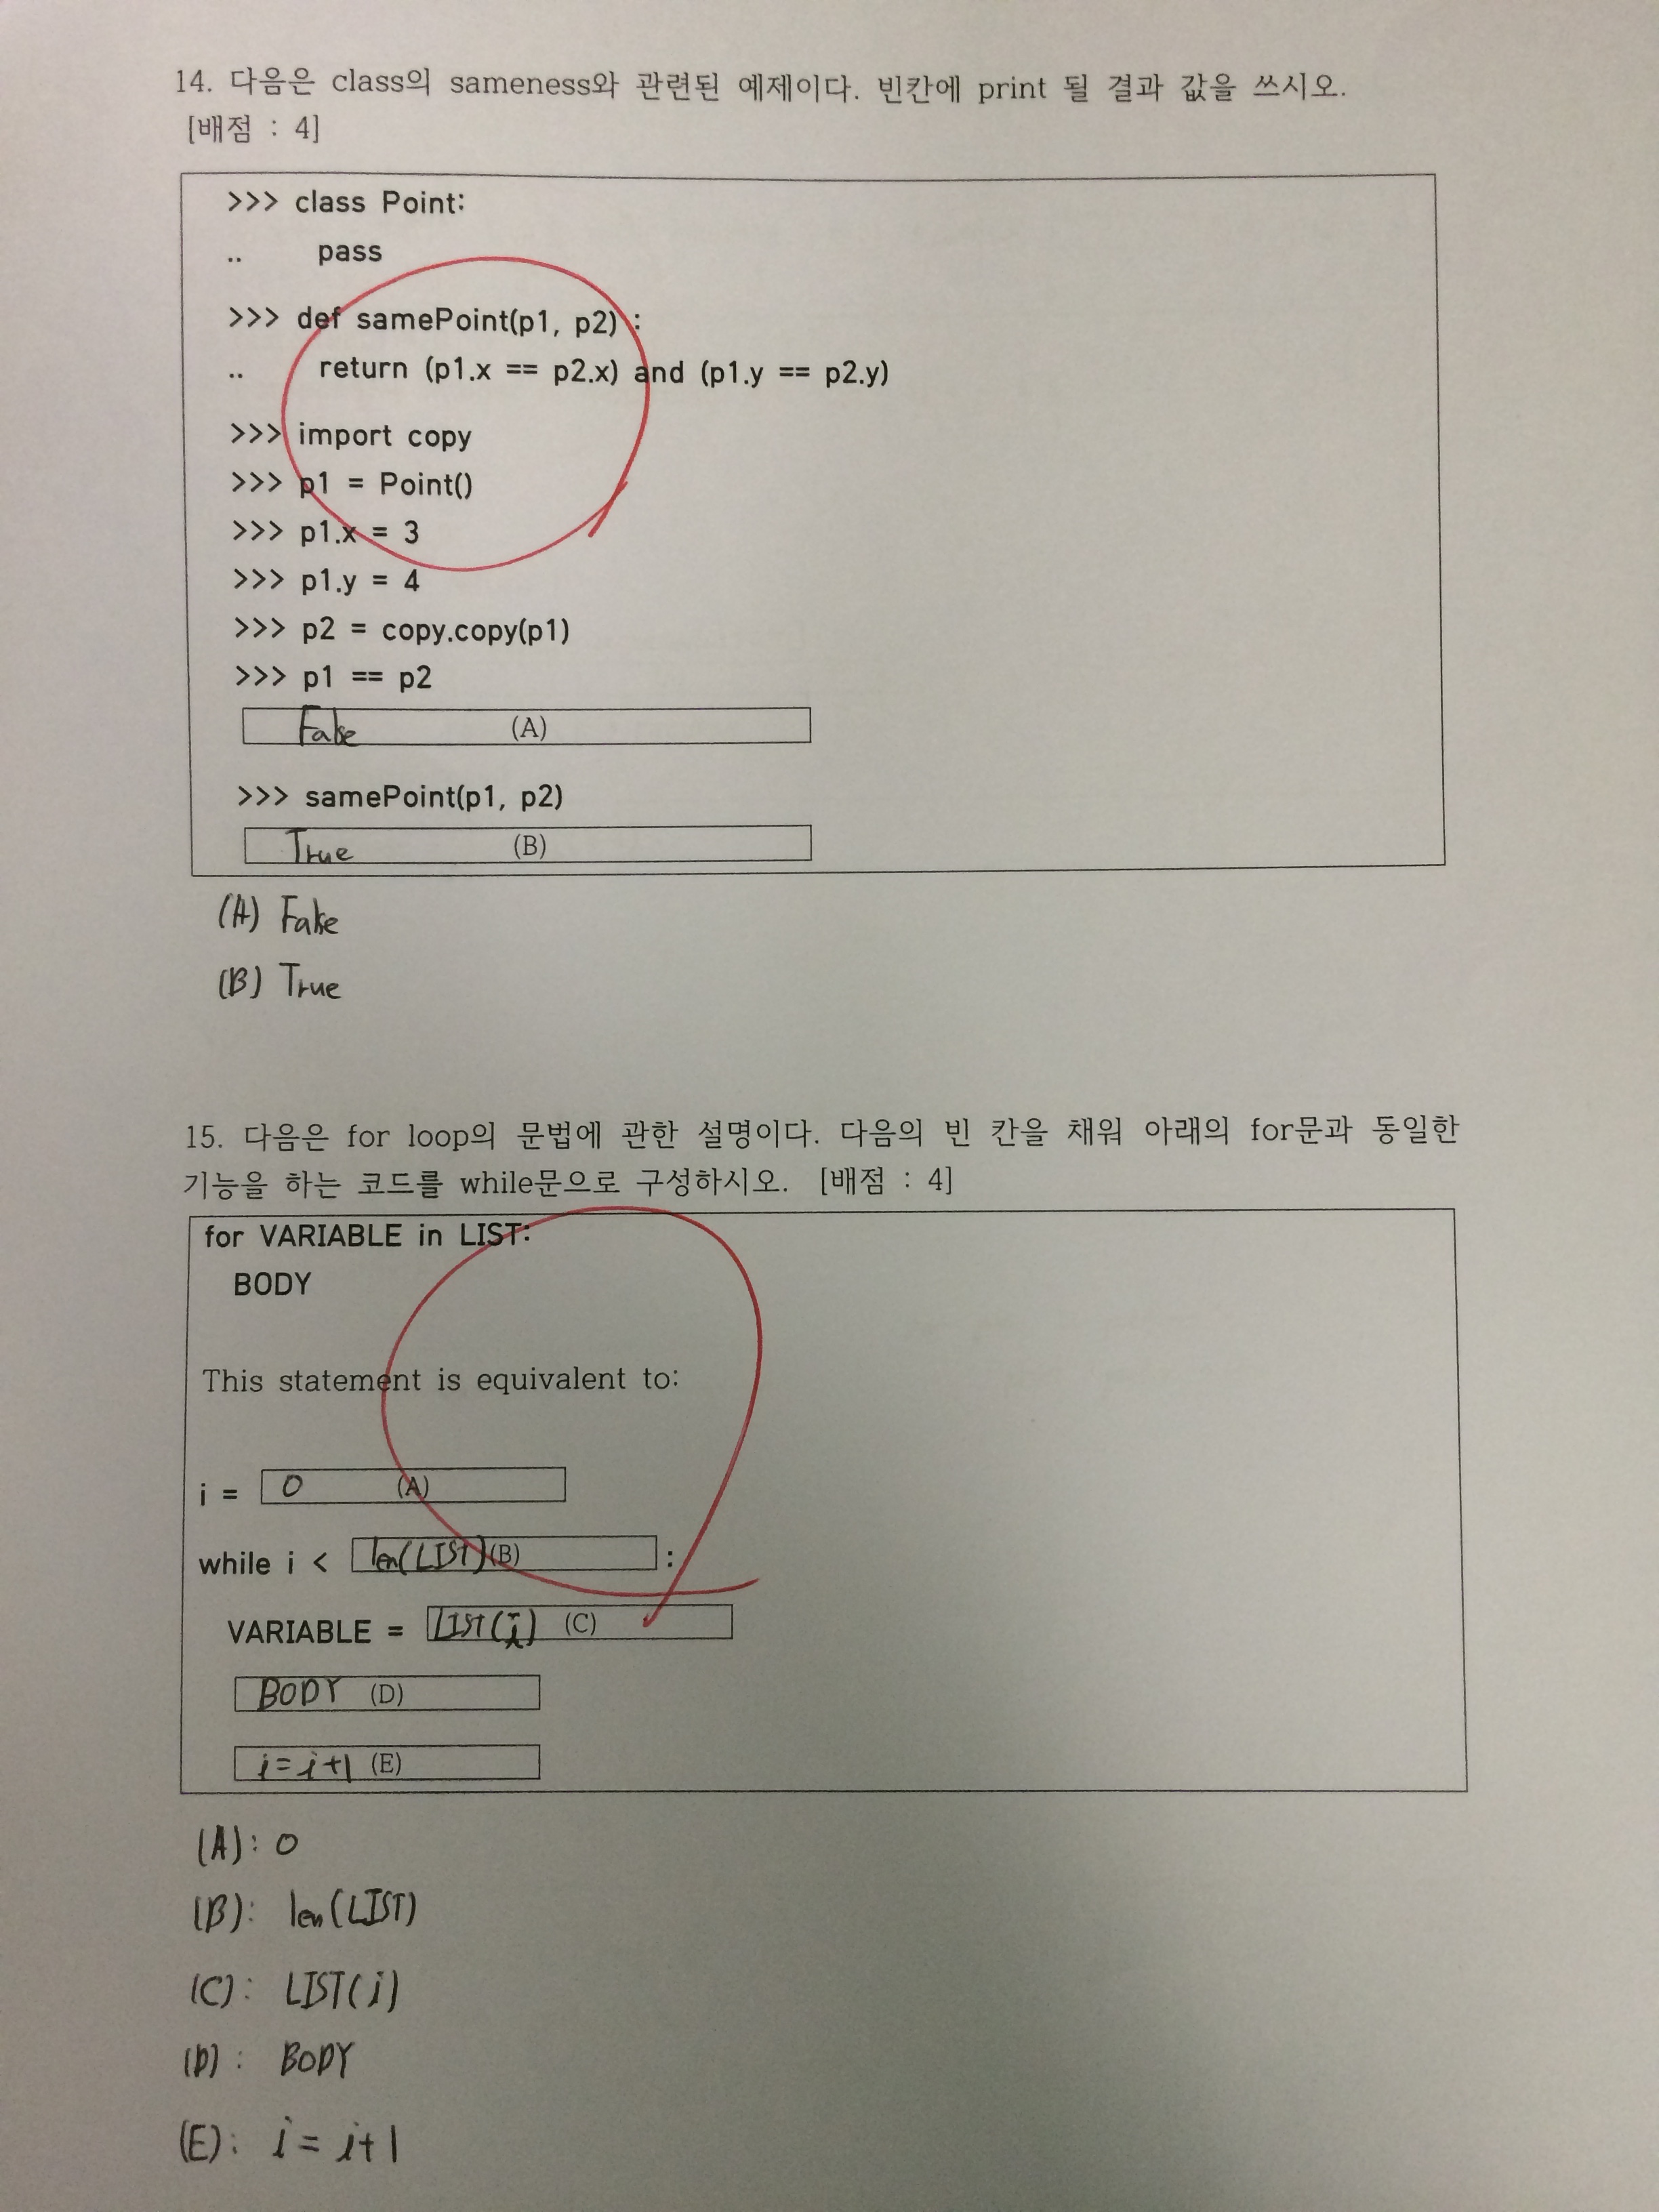 14. 다음은 class의 sameness와 관련된 예제이다. 빈칸에 print 될 결과 값을 쓰시오.
[배점 : 4]
>>> class Point:
..     pass
>>> def samePoint(p1, p2) :
..     return (p1.x == p2.x) and (p1.y == p2.y)
>>> import copy
>>> p1 = Point()
>>> p1.x = 3
>>> p1.y = 4
>>> p2 = copy.copy(p1)
>>> p1 == p2
False (A)
>>> samePoint(p1, p2)
True (B)
(A) False
(B) True
15. 다음은 for loop의 문법에 관한 설명이다. 다음의 빈 칸을 채워 아래의 for문과 동일한
기능을 하는 코드를 while문으로 구성하시오. [배점 : 4]
for VARIABLE in LIST:
BODY
This statement is equivalent to:
i = 0 (A)
while i < len(LIST) (B) :
VARIABLE = LIST(i) (C)
BODY (D)
i=i+1 (E)
(A): 0
(B): len(LIST)
(C): LIST(i)
(D): BODY
(E): i = i+1